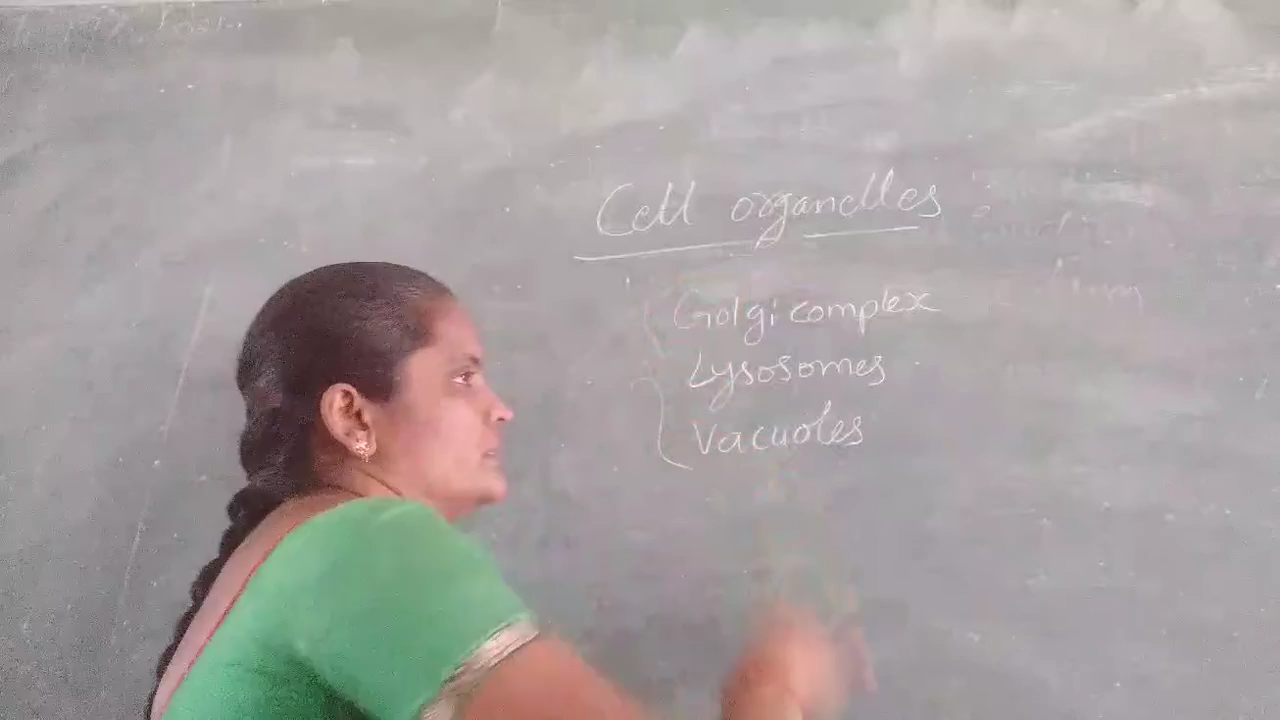 Cell organelles
Golgi complex
Lysosomes
Vacuoles